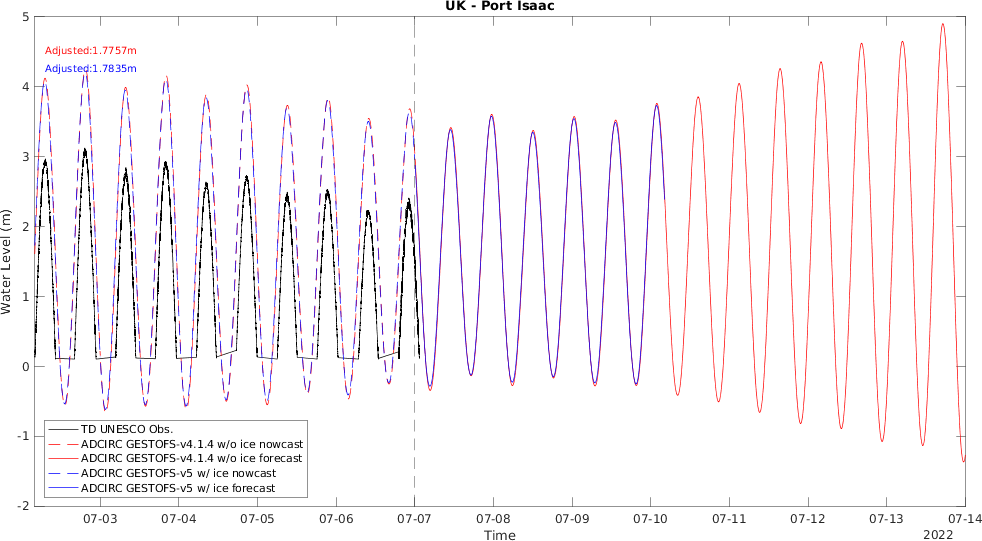 UK - Port Isaac
5
4
3
2
1
0
-1
-2
Water Level (m)
Adjusted:1.7757m
Adjusted:1.7835m
TD UNESCO Obs.
ADCIRC GESTOFS-v4.1.4 w/o ice nowcast
ADCIRC GESTOFS-v4.1.4 w/o ice forecast
ADCIRC GESTOFS-v5 w/ ice nowcast
ADCIRC GESTOFS-v5 w/ ice forecast
07-03 07-04 07-05 07-06 07-07 07-08 07-09 07-10 07-11 07-12 07-13 07-14
Time
2022